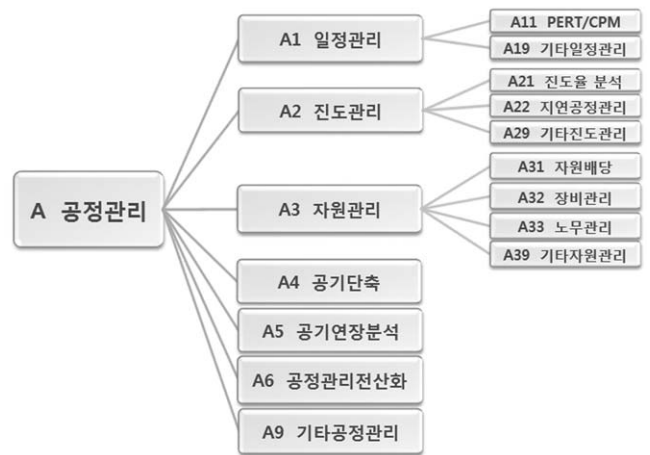 A 공정관리
A1 일정관리
A11 PERT/CPM
A19 기타일정관리
A2 진도관리
A21 진도율 분석
A22 지연공정관리
A29 기타진도관리
A3 자원관리
A31 자원배당
A32 장비관리
A33 노무관리
A39 기타자원관리
A4 공기단축
A5 공기연장분석
A6 공정관리전산화
A9 기타공정관리